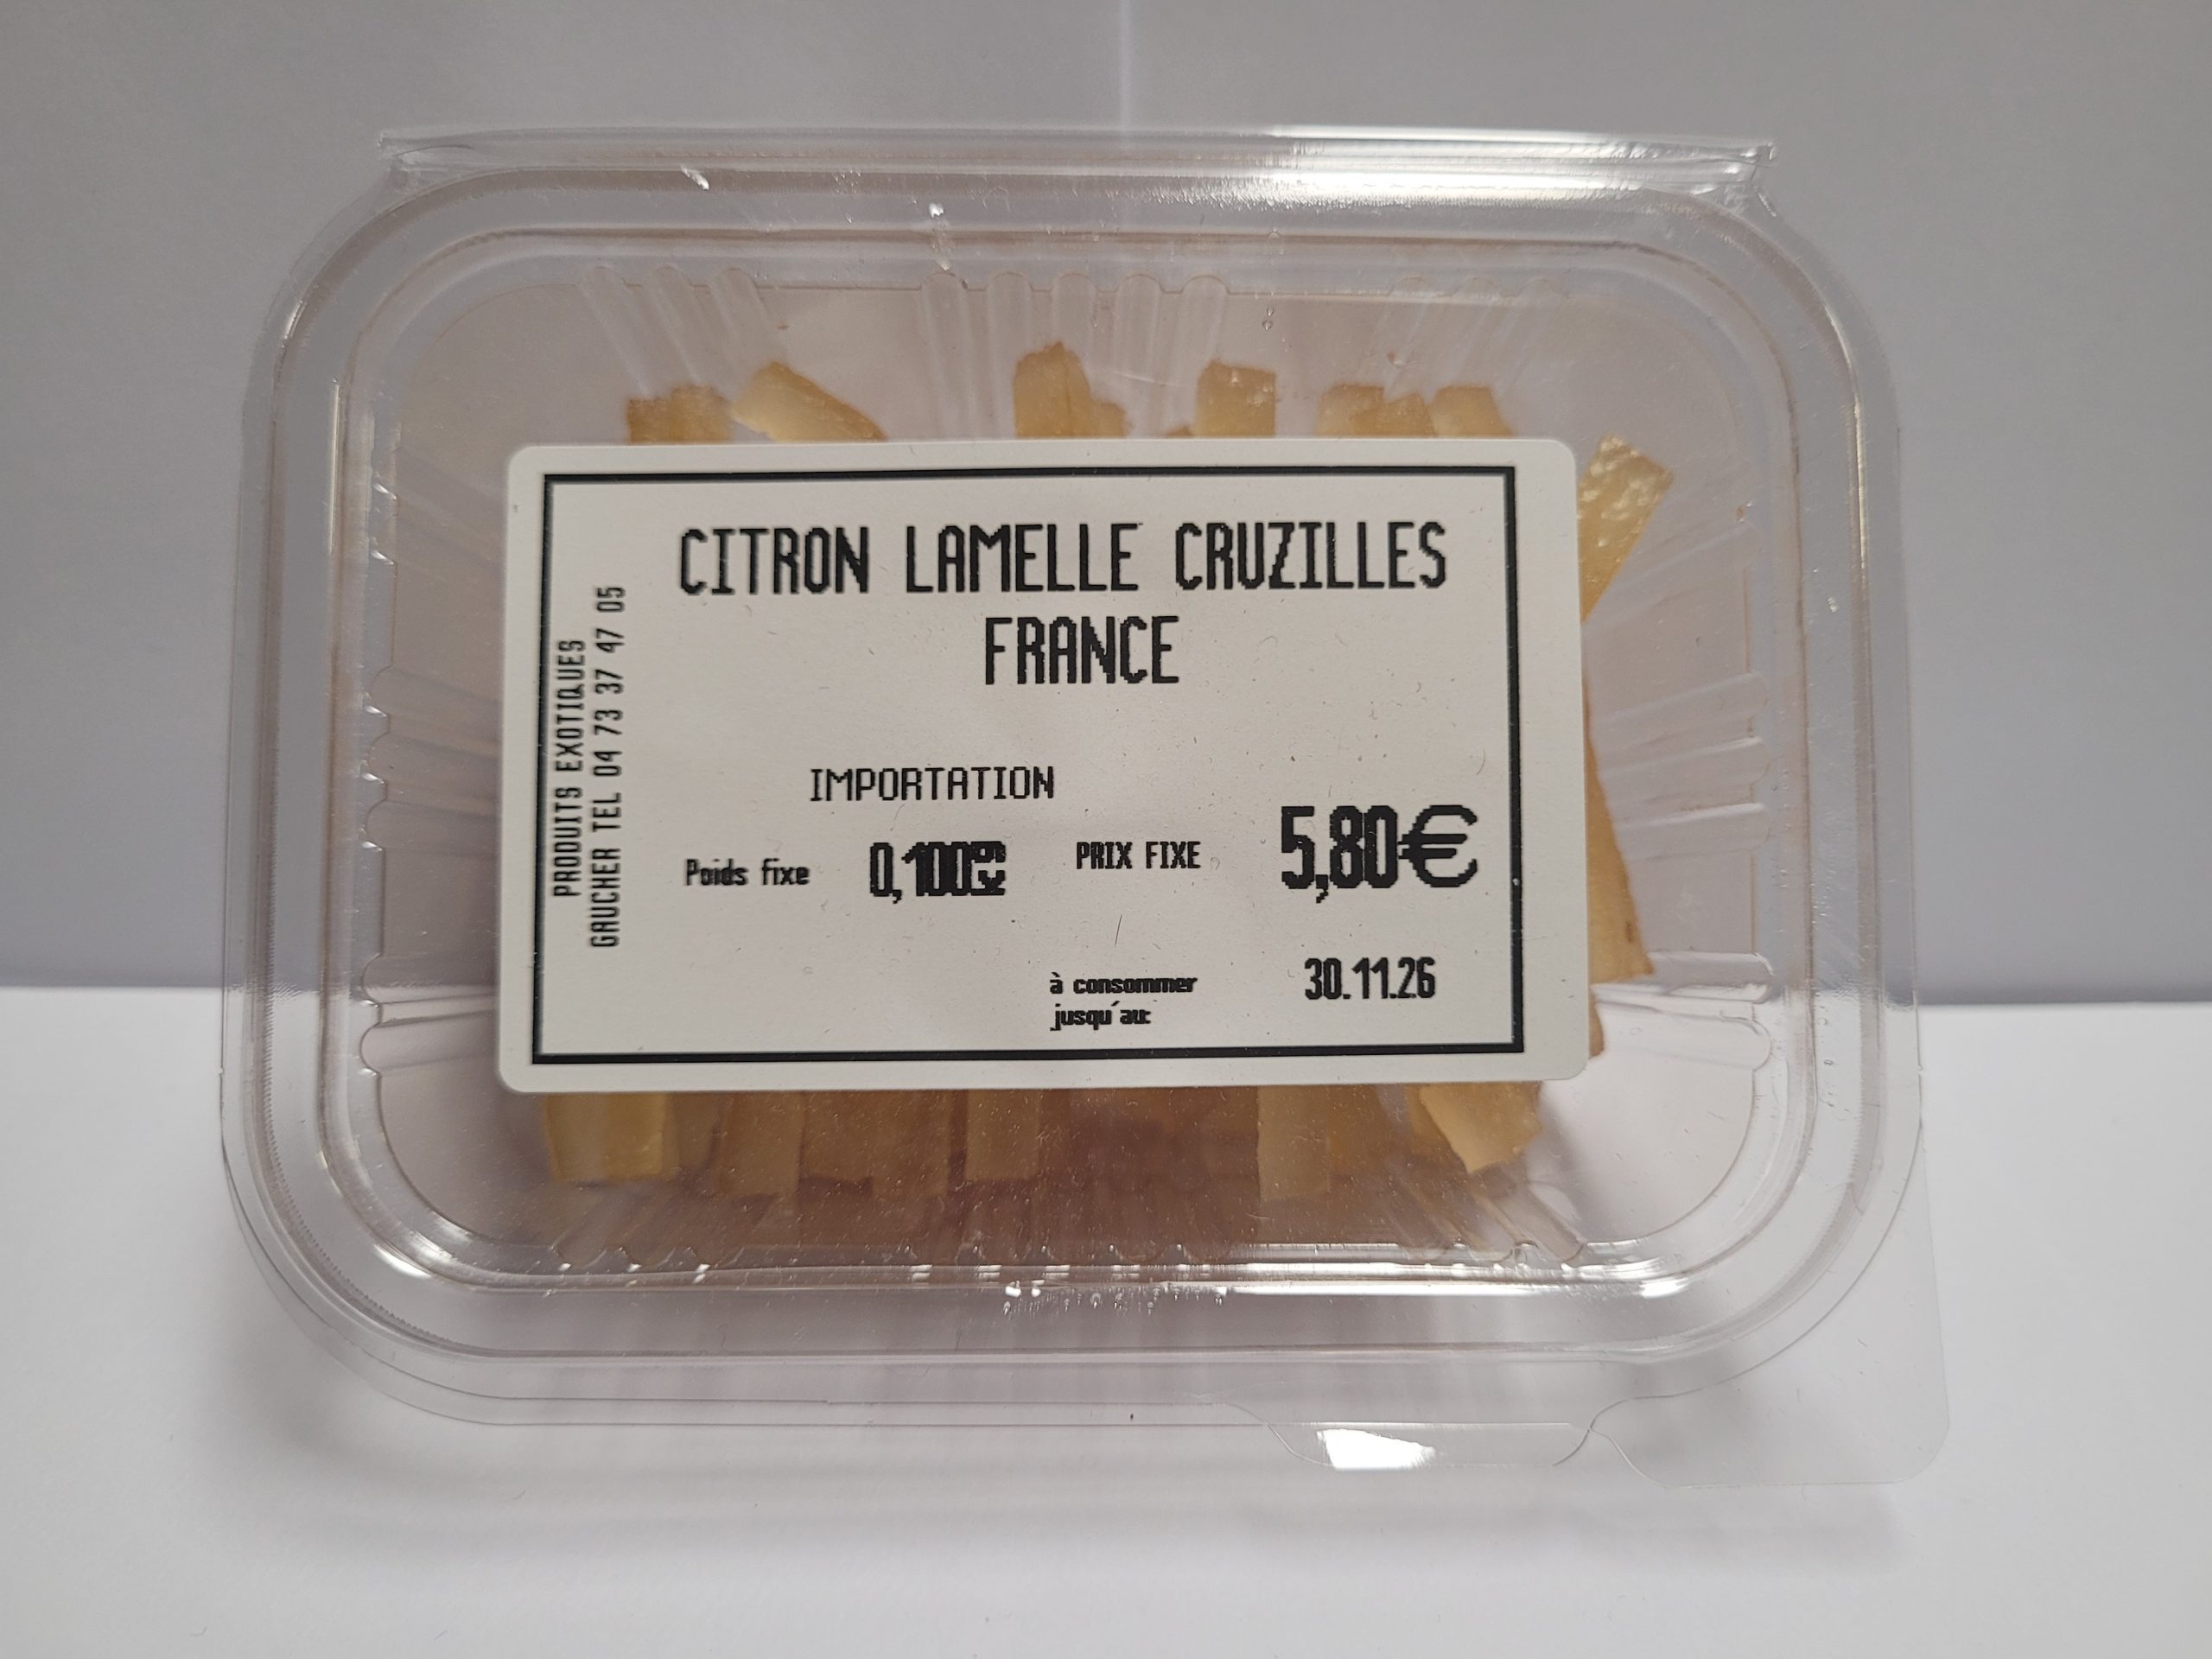 PRODUITS EXOTIQUES
GAUCHER TEL 04 73 37 47 05
CITRON LAMELLE CRUZILLES
FRANCE
IMPORTATION
Poids fixe 0,100 PRIX FIXE 5,80€
à consommer 30.11.26
jusqu'au: